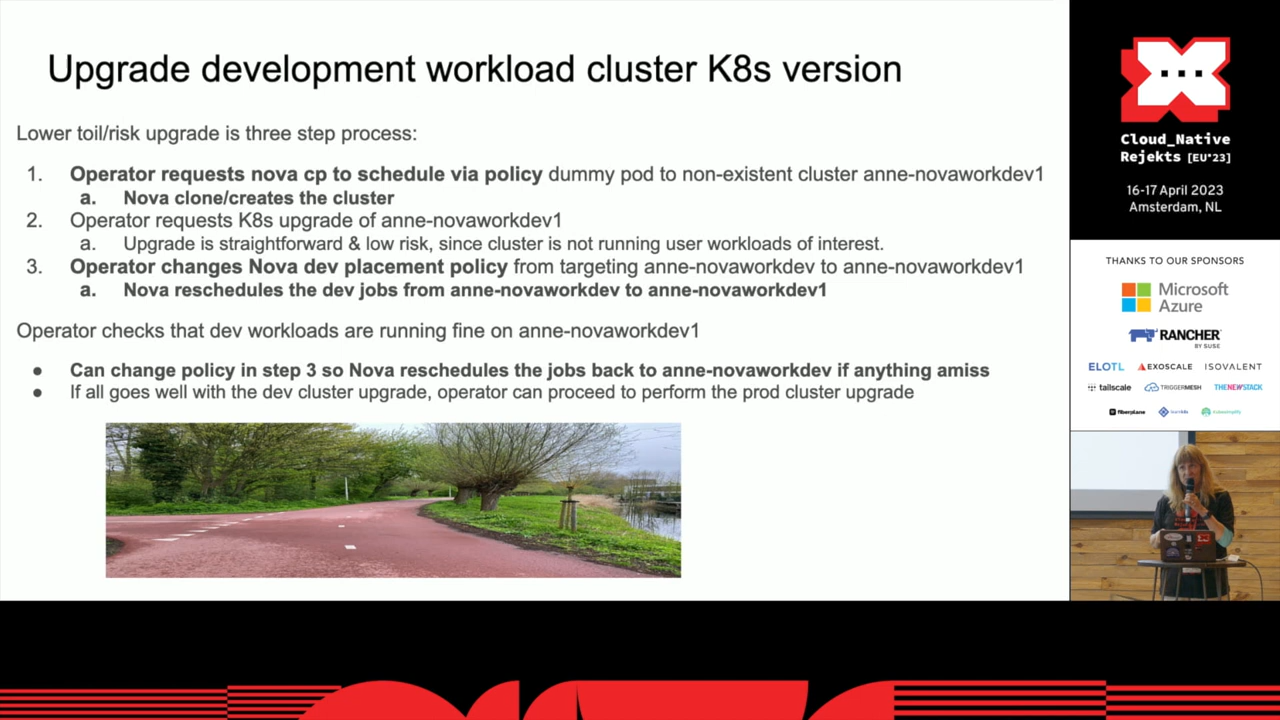 Upgrade development workload cluster K8s version
Lower toil/risk upgrade is three step process:
1. Operator requests nova cp to schedule via policy dummy pod to non-existent cluster anne-novaworkdev1
a. Nova clone/creates the cluster
2. Operator requests K8s upgrade of anne-novaworkdev1
a. Upgrade is straightforward & low risk, since cluster is not running user workloads of interest.
3. Operator changes Nova dev placement policy from targeting anne-novaworkdev to anne-novaworkdev1
a. Nova reschedules the dev jobs from anne-novaworkdev to anne-novaworkdev1
Operator checks that dev workloads are running fine on anne-novaworkdev1
● Can change policy in step 3 so Nova reschedules the jobs back to anne-novaworkdev if anything amiss
● If all goes well with the dev cluster upgrade, operator can proceed to perform the prod cluster upgrade
Cloud_Native
Rejekts [EU'23]
16-17 April 2023
Amsterdam, NL
THANKS TO OUR SPONSORS
Microsoft
Azure
RANCHER
BY SUSE
ELOTL EXOSCALE ISOVALENT
tailscale TRIGGERMESH THENEWSTACK
fiberplane